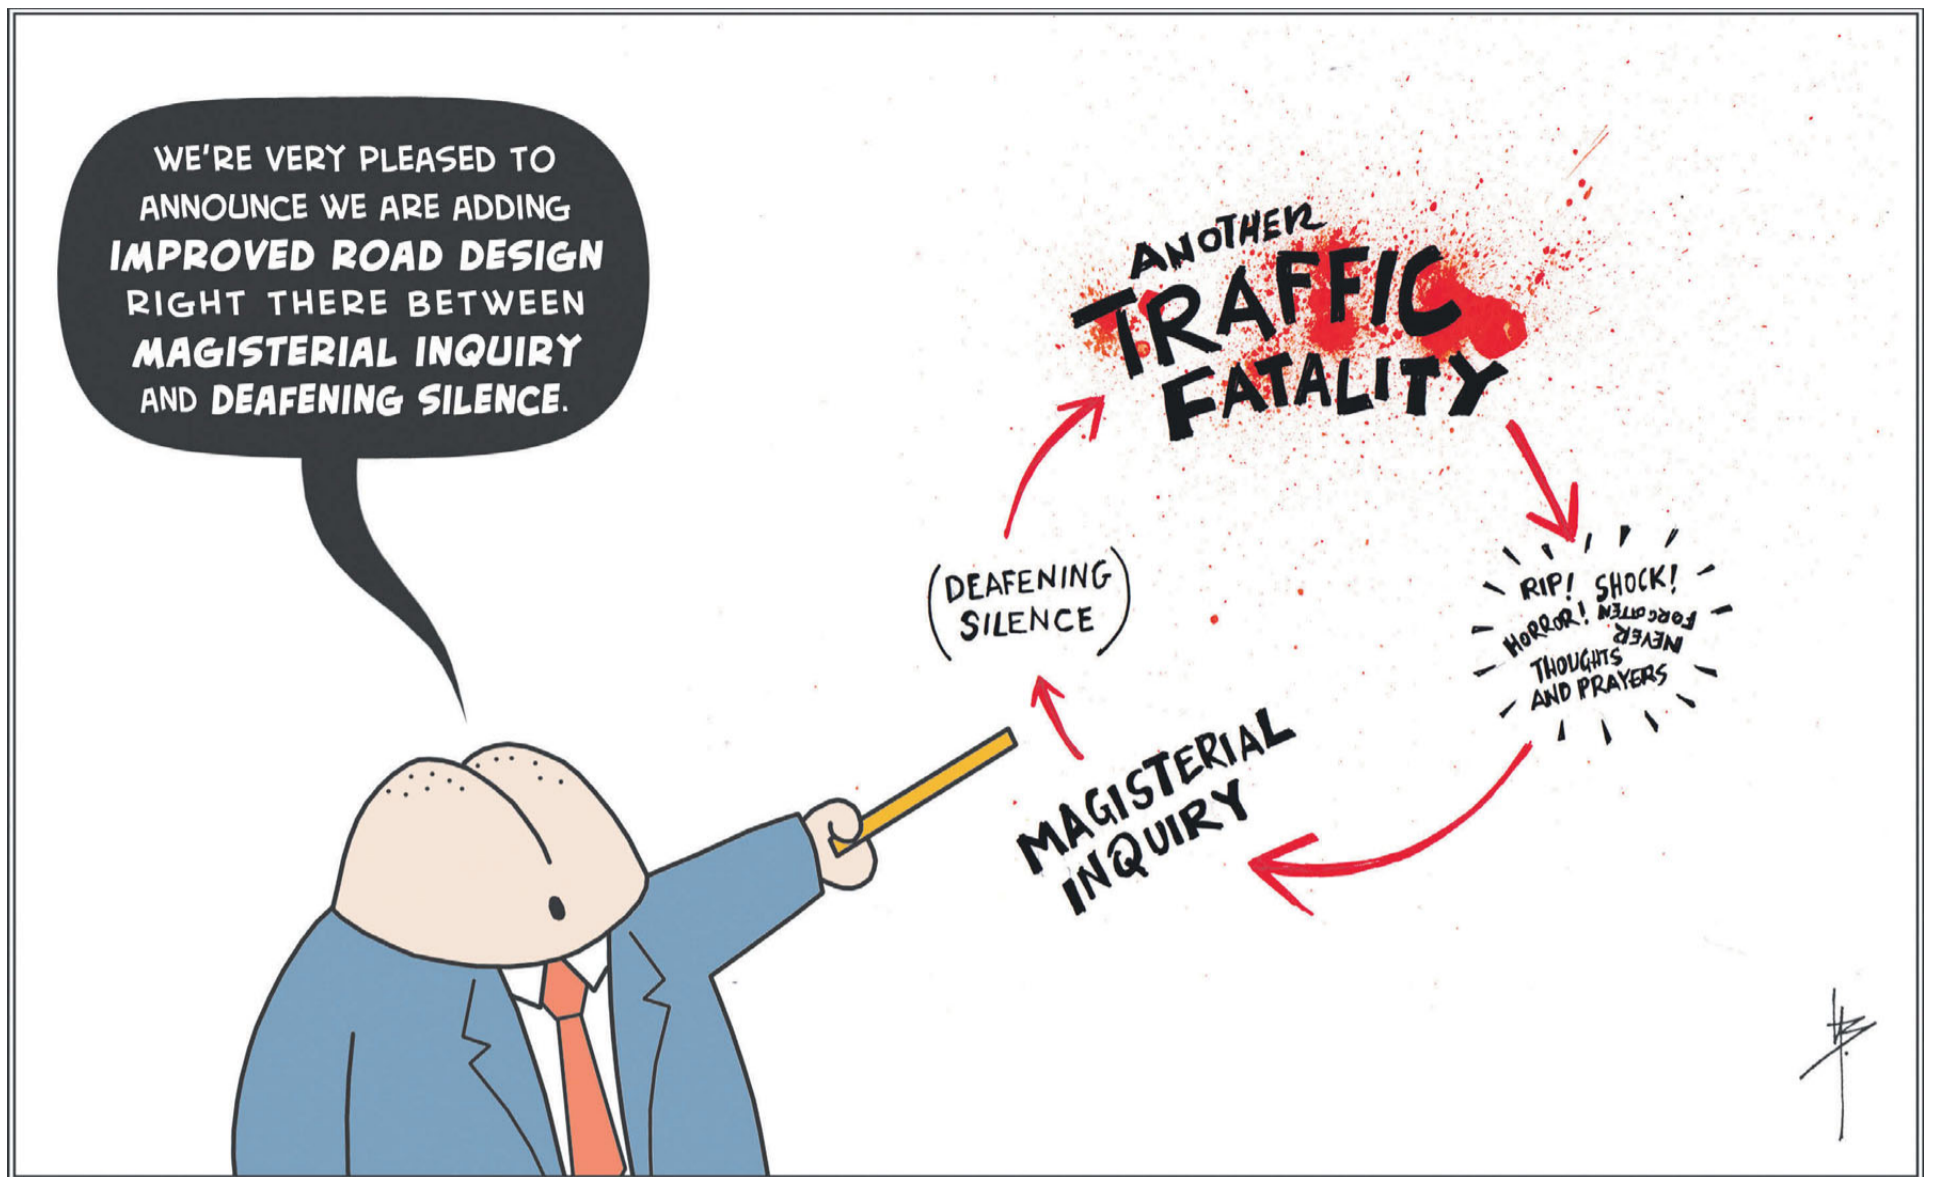 WE'RE VERY PLEASED TO
ANNOUNCE WE ARE ADDING
IMPROVED ROAD DESIGN
RIGHT THERE BETWEEN
MAGISTERIAL INQUIRY
AND DEAFENING SILENCE.
ANOTHER
TRAFFIC
FATALITY
RIP! SHOCK!
HORROR!
NEVER
FORGOTTEN
THOUGHTS
AND PRAYERS
MAGISTERIAL
INQUIRY
(DEAFENING
SILENCE)